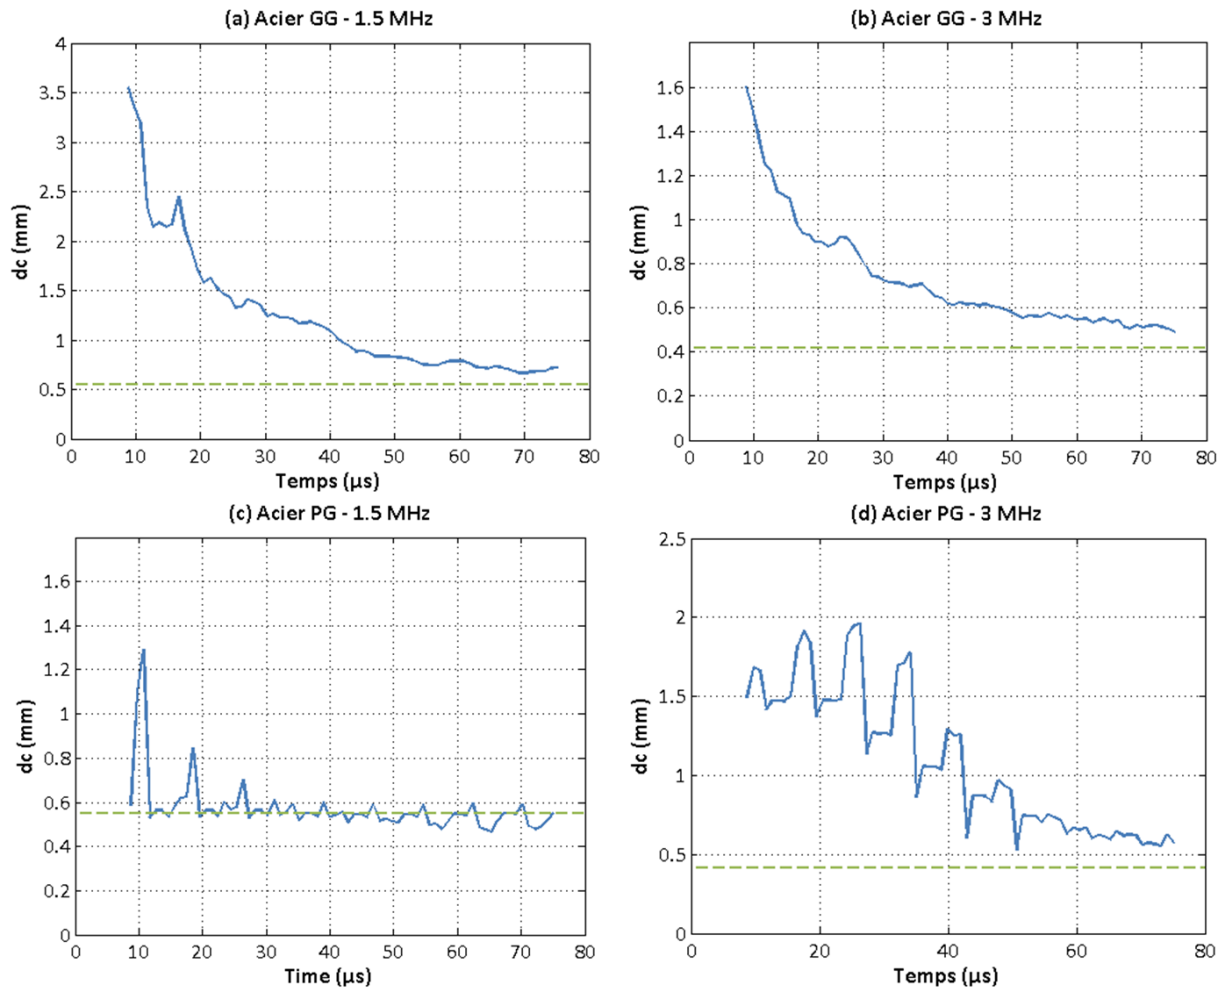 (a) Acier GG - 1.5 MHz
4
3.5
3
2.5
2
1.5
1
0.5
0
dc (mm)
0 10 20 30 40 50 60 70 80
Temps (µs)
(b) Acier GG - 3 MHz
1.6
1.4
1.2
1
0.8
0.6
0.4
0.2
0
dc (mm)
0 10 20 30 40 50 60 70 80
Temps (µs)
(c) Acier PG - 1.5 MHz
1.6
1.4
1.2
1
0.8
0.6
0.4
0.2
0
dc (mm)
0 10 20 30 40 50 60 70 80
Time (µs)
(d) Acier PG - 3 MHz
2.5
2
1.5
1
0.5
0
dc (mm)
0 20 40 60 80
Temps (µs)